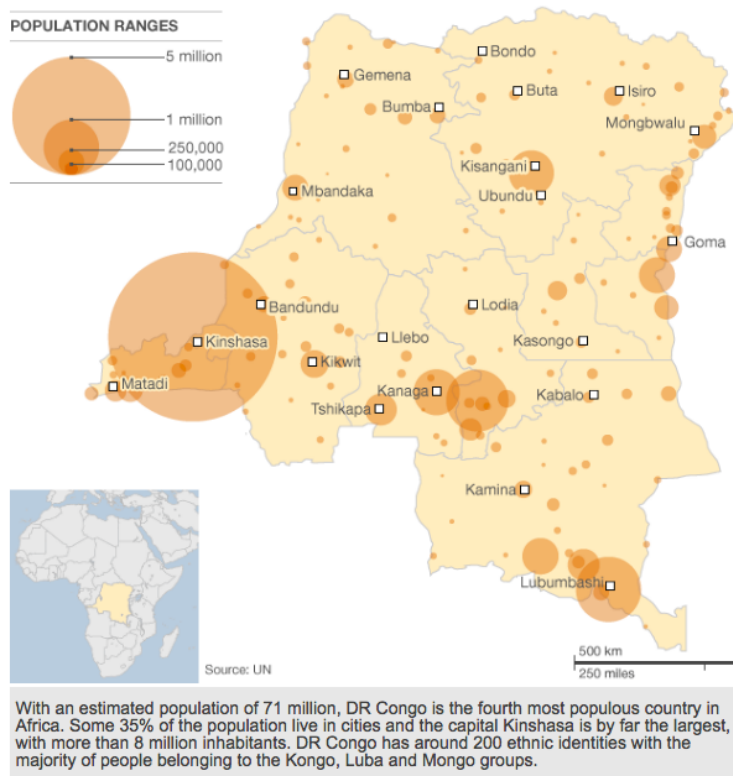 POPULATION RANGES
5 million
1 million
250,000
100,000
Bondo
Gemena
Buta
Isiro
Bumba
Mongbwalu
Kisangani
Mbandaka
Ubundu
Goma
Bandundu
Lodia
Kinshasa
Llebo
Kasongo
Kikwit
Matadi
Kanaga
Kabalo
Tshikapa
Kamina
Lubumbashi
500 km
250 miles
Source: UN
With an estimated population of 71 million, DR Congo is the fourth most populous country in
Africa. Some 35% of the population live in cities and the capital Kinshasa is by far the largest,
with more than 8 million inhabitants. DR Congo has around 200 ethnic identities with the
majority of people belonging to the Kongo, Luba and Mongo groups.